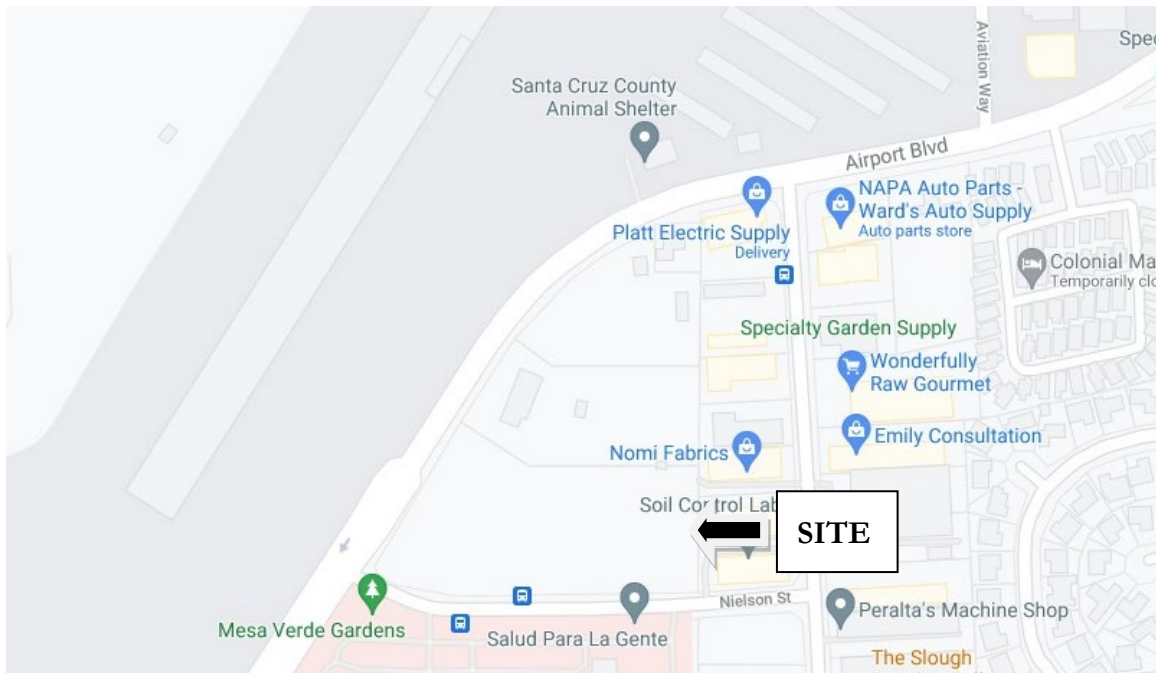 Aviation Way
Spec
Santa Cruz County
Animal Shelter
Airport Blvd
NAPA Auto Parts -
Ward's Auto Supply
Auto parts store
Platt Electric Supply
Delivery
Colonial Ma
Temporarily clo
Specialty Garden Supply
Wonderfully
Raw Gourmet
Nomi Fabrics
Emily Consultation
Soil Control Lab
SITE
Nielson St
Peralta's Machine Shop
Mesa Verde Gardens
Salud Para La Gente
The Slough